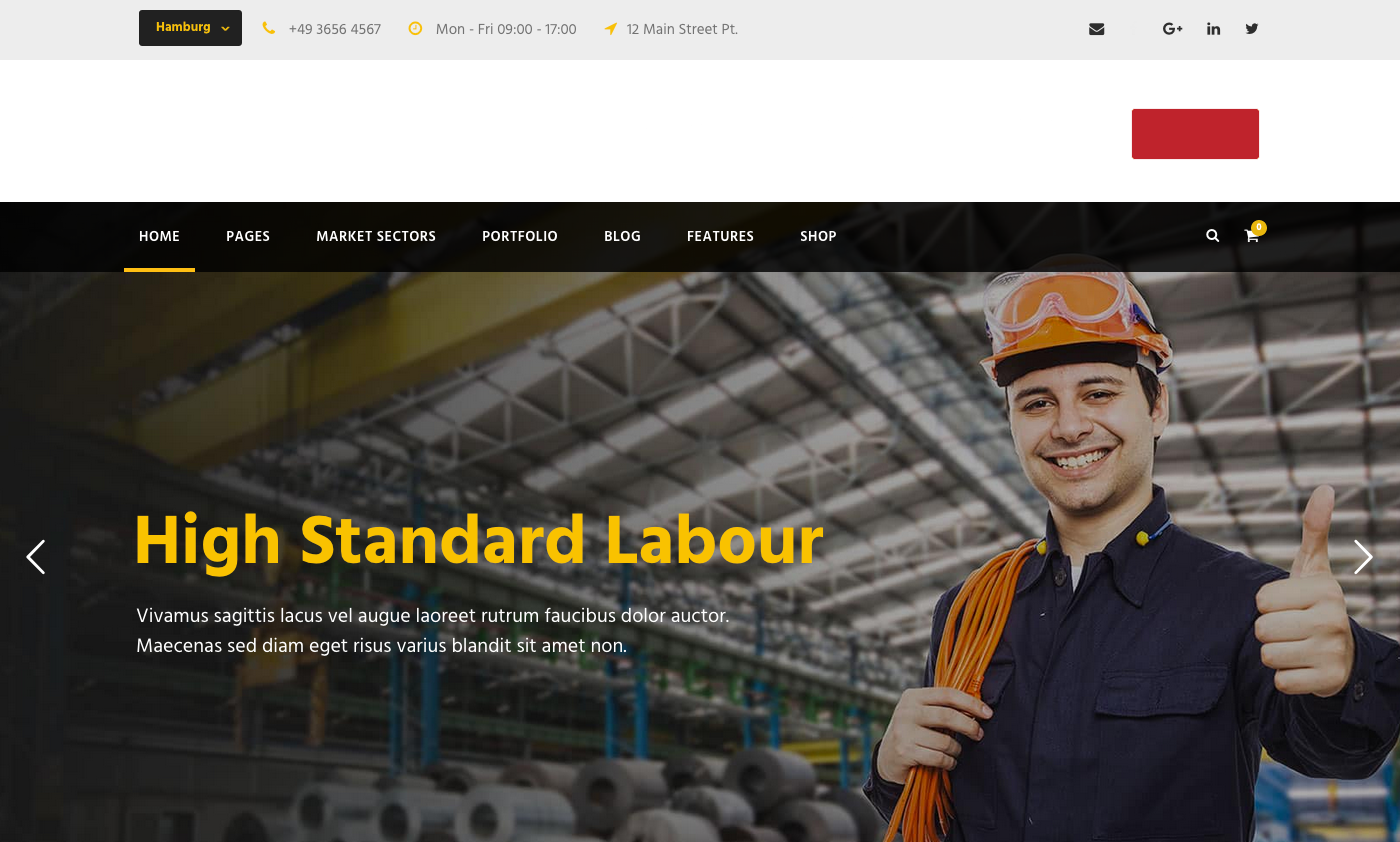 Hamburg
+49 3656 4567
Mon - Fri 09:00 - 17:00
12 Main Street Pt.
HOME
PAGES
MARKET SECTORS
PORTFOLIO
BLOG
FEATURES
SHOP
0
High Standard Labour
Vivamus sagittis lacus vel augue laoreet rutrum faucibus dolor auctor.
Maecenas sed diam eget risus varius blandit sit amet non.